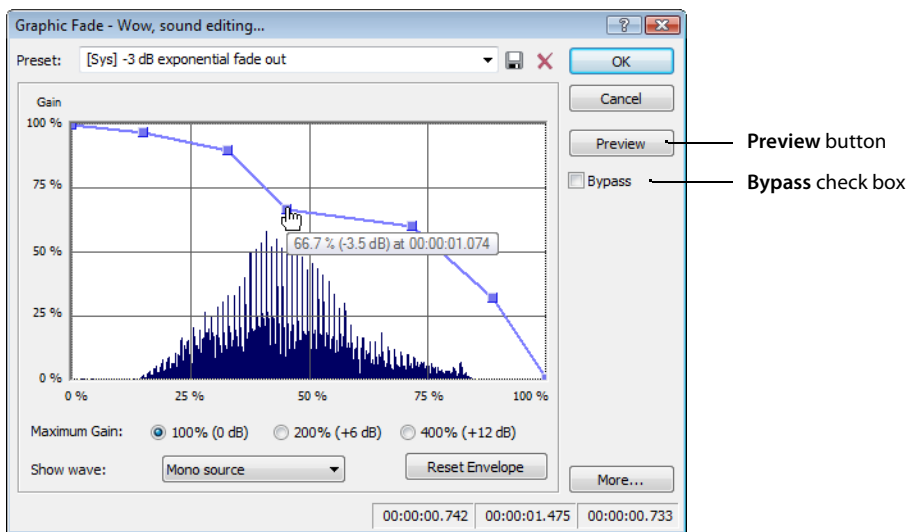 Graphic Fade - Wow, sound editing...
Preset: [Sys] -3 dB exponential fade out
OK
Gain
Cancel
100 %
Preview
Preview button
75 %
Bypass
Bypass check box
66.7 % (-3.5 dB) at 00:00:01.074
50 %
25 %
0 %
0 % 25 % 50 % 75 % 100 %
Maximum Gain: 100% (0 dB) 200% (+6 dB) 400% (+12 dB)
Show wave: Mono source Reset Envelope
More...
00:00:00.742 00:00:01.475 00:00:00.733